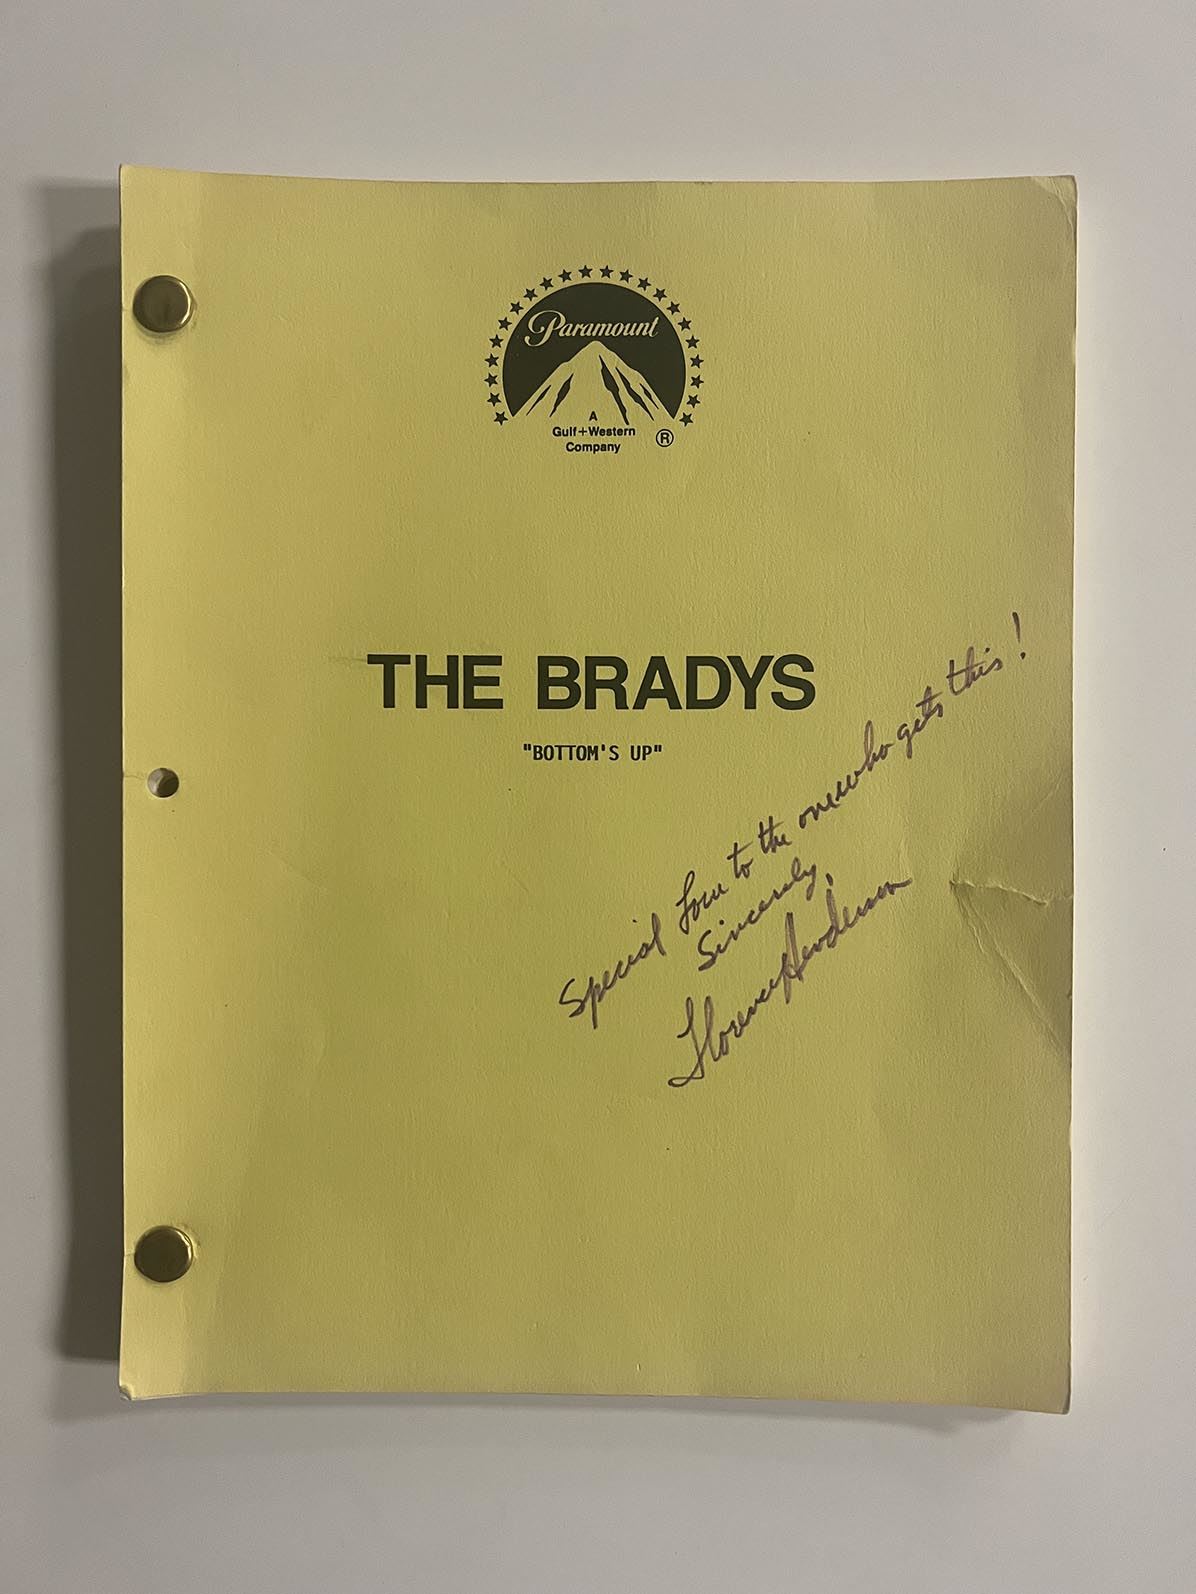 Paramount
A
Gulf+Western
Company
®
THE BRADYS
"BOTTOM'S UP"
Special Love to the one who gets this!
Sincerely,
Florence Henderson